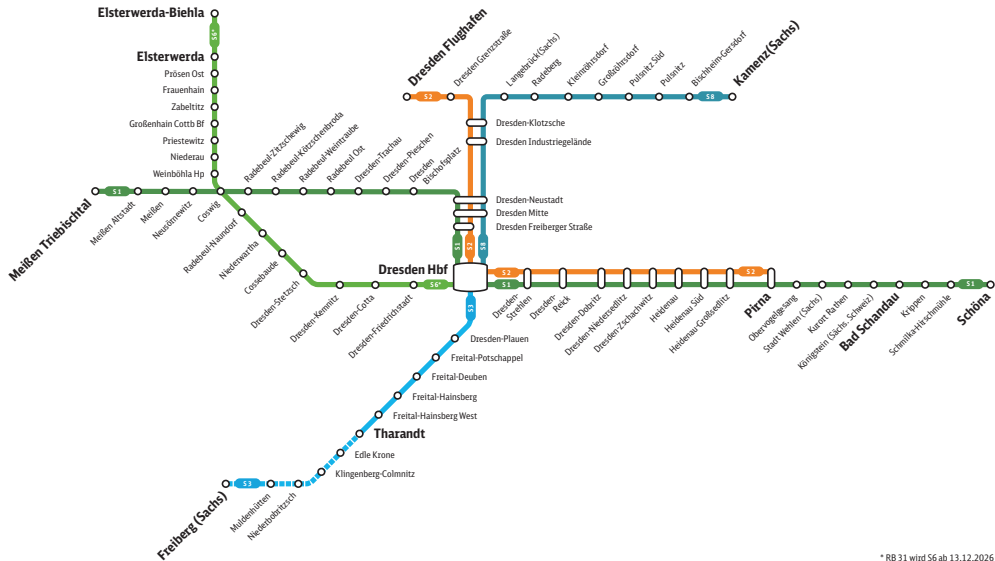 Elsterwerda-Biehla
S6*
Elsterwerda
Prösen Ost
Frauenhain
Zabeltitz
Großenhain Cottb Bf
Priestewitz
Niederau
Weinböhla Hp
Dresden Flughafen
S2
Dresden Grenzstraße
Langebrück(Sachs)
Radeberg
Kleinröhrsdorf
Großröhrsdorf
Pulsnitz Süd
Pulsnitz
Bischheim-Gersdorf
S8
Kamenz(Sachs)
Dresden-Klotzsche
Dresden Industriegelände
Meißen Triebischtal
S1
Meißen Altstadt
Meißen
Neusörnewitz
Coswig
Radebeul-Zitzschewig
Radebeul-Kötzschenbroda
Radebeul-Weintraube
Radebeul Ost
Dresden-Trachau
Dresden-Pieschen
Dresden
Bischofsplatz
Dresden-Neustadt
Dresden Mitte
Dresden Freiberger Straße
S1
S2
S8
Radebeul-Naundorf
Niederwartha
Cossebaude
Dresden-Stetzsch
Dresden-Kemnitz
Dresden-Cotta
Dresden-Friedrichstadt
S6*
Dresden Hbf
S2
S1
S2
Dresden-
Strehlen
Dresden-
Reick
Dresden-Dobritz
Dresden-Niedersedlitz
Dresden-Zschachwitz
Heidenau
Heidenau Süd
Heidenau-Großsedlitz
Pirna
Obervogelgesang
Stadt Wehlen (Sachs)
Kurort Rathen
Königstein (Sächs. Schweiz)
Bad Schandau
Krippen
Schmilka-Hirschmühle
S1
Schöna
S3
Dresden-Plauen
Freital-Potschappel
Freital-Deuben
Freital-Hainsberg
Freital-Hainsberg West
Tharandt
Edle Krone
Klingenberg-Colmnitz
Niederbobritzsch
Muldenhütten
S3
Freiberg (Sachs)
* RB 31 wird S6 ab 13.12.2026